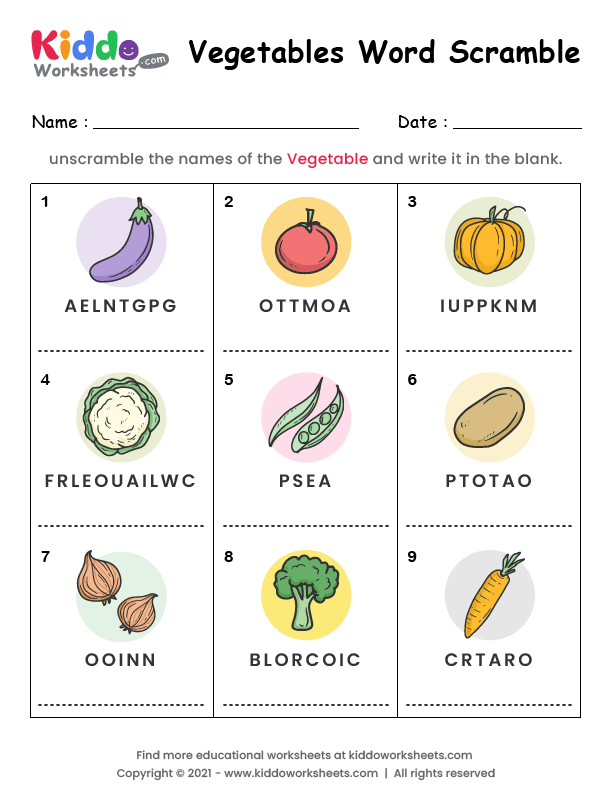 Kiddo
Worksheets .com
Vegetables Word Scramble
Name : Date :
unscramble the names of the Vegetable and write it in the blank.
1 2 3
AELNTGPG OTTMOA IUPPKNM
4 5 6
FRLEOUAILWC PSEA PTOTAO
7 8 9
OOINN BLORCOIC CRTARO
Find more educational worksheets at kiddoworksheets.com
Copyright © 2021 - www.kiddoworksheets.com | All rights reserved